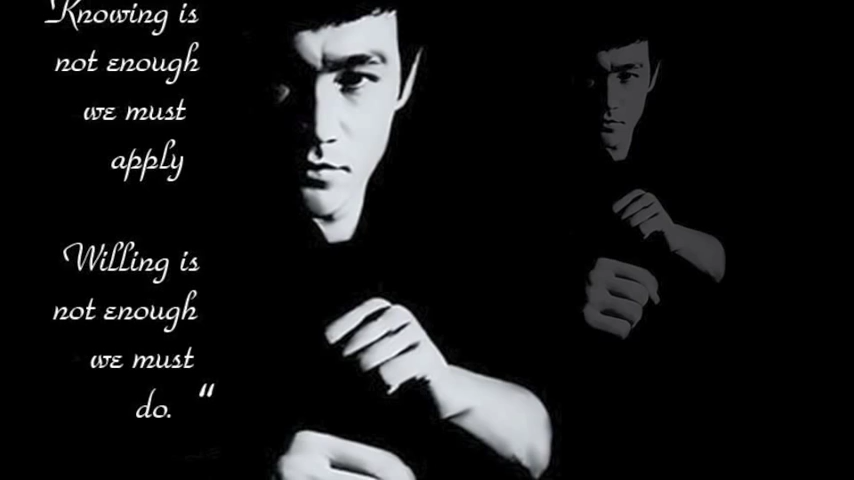 Knowing is
not enough
we must
apply
Willing is
not enough
we must
do. "